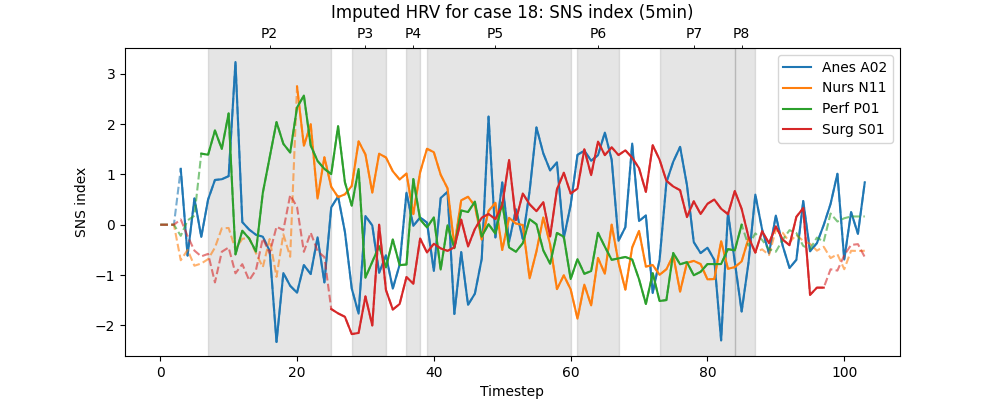 Imputed HRV for case 18: SNS index (5min)
P2 P3 P4 P5 P6 P7 P8
Anes A02
Nurs N11
Perf P01
Surg S01
SNS index
3
2
1
0
−1
−2
0 20 40 60 80 100
Timestep